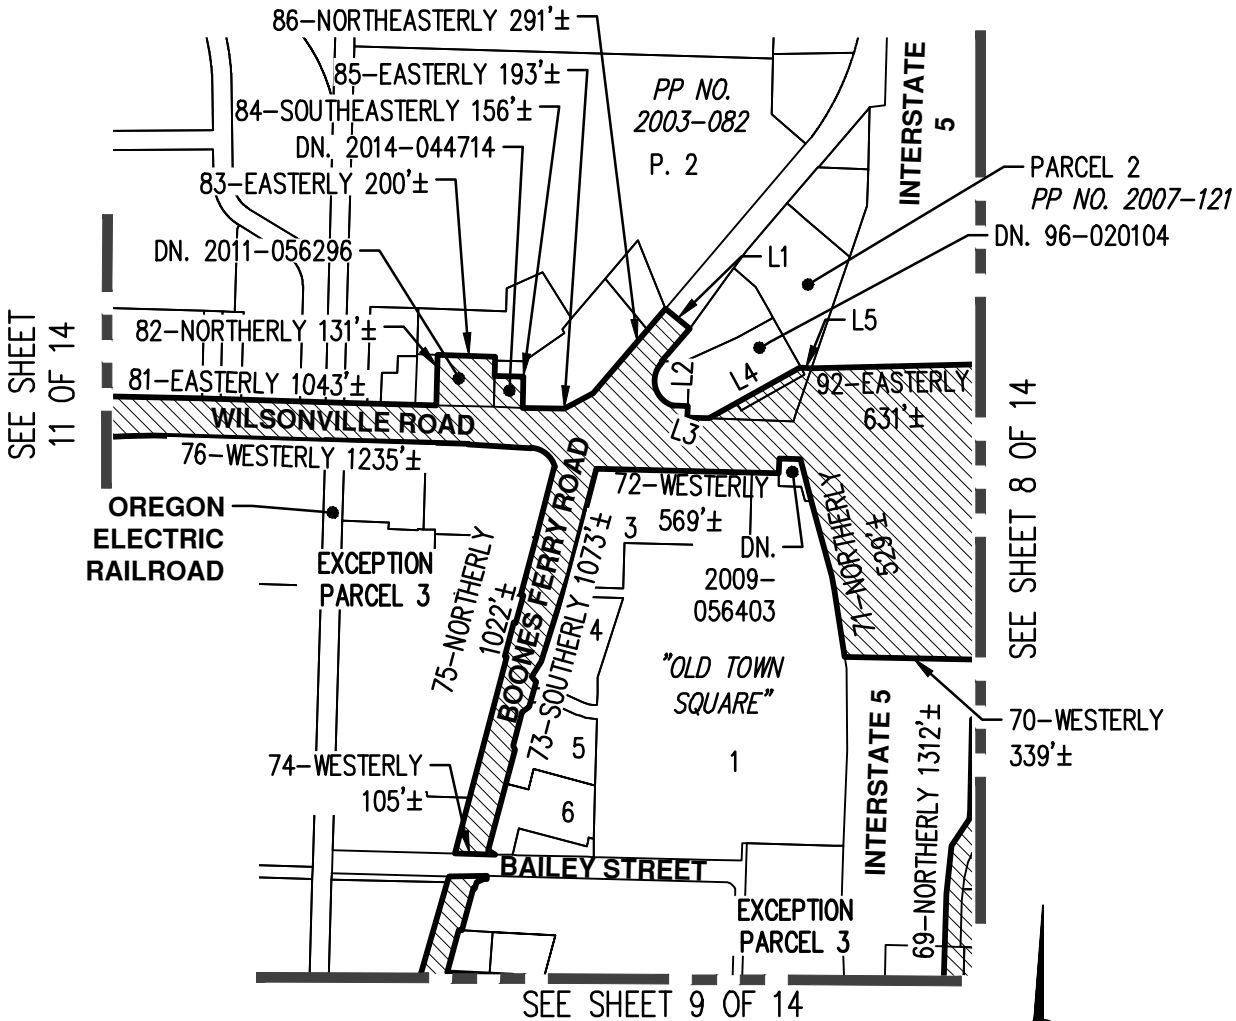 86-NORTHEASTERLY 291'±
85-EASTERLY 193'±
84-SOUTHEASTERLY 156'±
DN. 2014-044714
83-EASTERLY 200'±
DN. 2011-056296
82-NORTHERLY 131'±
81-EASTERLY 1043'±
PP NO.
2003-082
P. 2
INTERSTATE
5
PARCEL 2
PP NO. 2007-121
DN. 96-020104
L1
L5
L2
L4
L3
92-EASTERLY
631'±
SEE SHEET
11 OF 14
WILSONVILLE ROAD
76-WESTERLY 1235'±
OREGON
ELECTRIC
RAILROAD
EXCEPTION
PARCEL 3
75-NORTHERLY
1022'±
BOONES FERRY ROAD
73-SOUTHERLY 1073'±
72-WESTERLY
569'±
3
DN.
2009-
056403
71-NORTHERLY
529'±
SEE SHEET 8 OF 14
4
"OLD TOWN
SQUARE"
5
1
6
70-WESTERLY
339'±
74-WESTERLY
105'±
INTERSTATE 5
69-NORTHERLY 1312'±
BAILEY STREET
EXCEPTION
PARCEL 3
SEE SHEET 9 OF 14